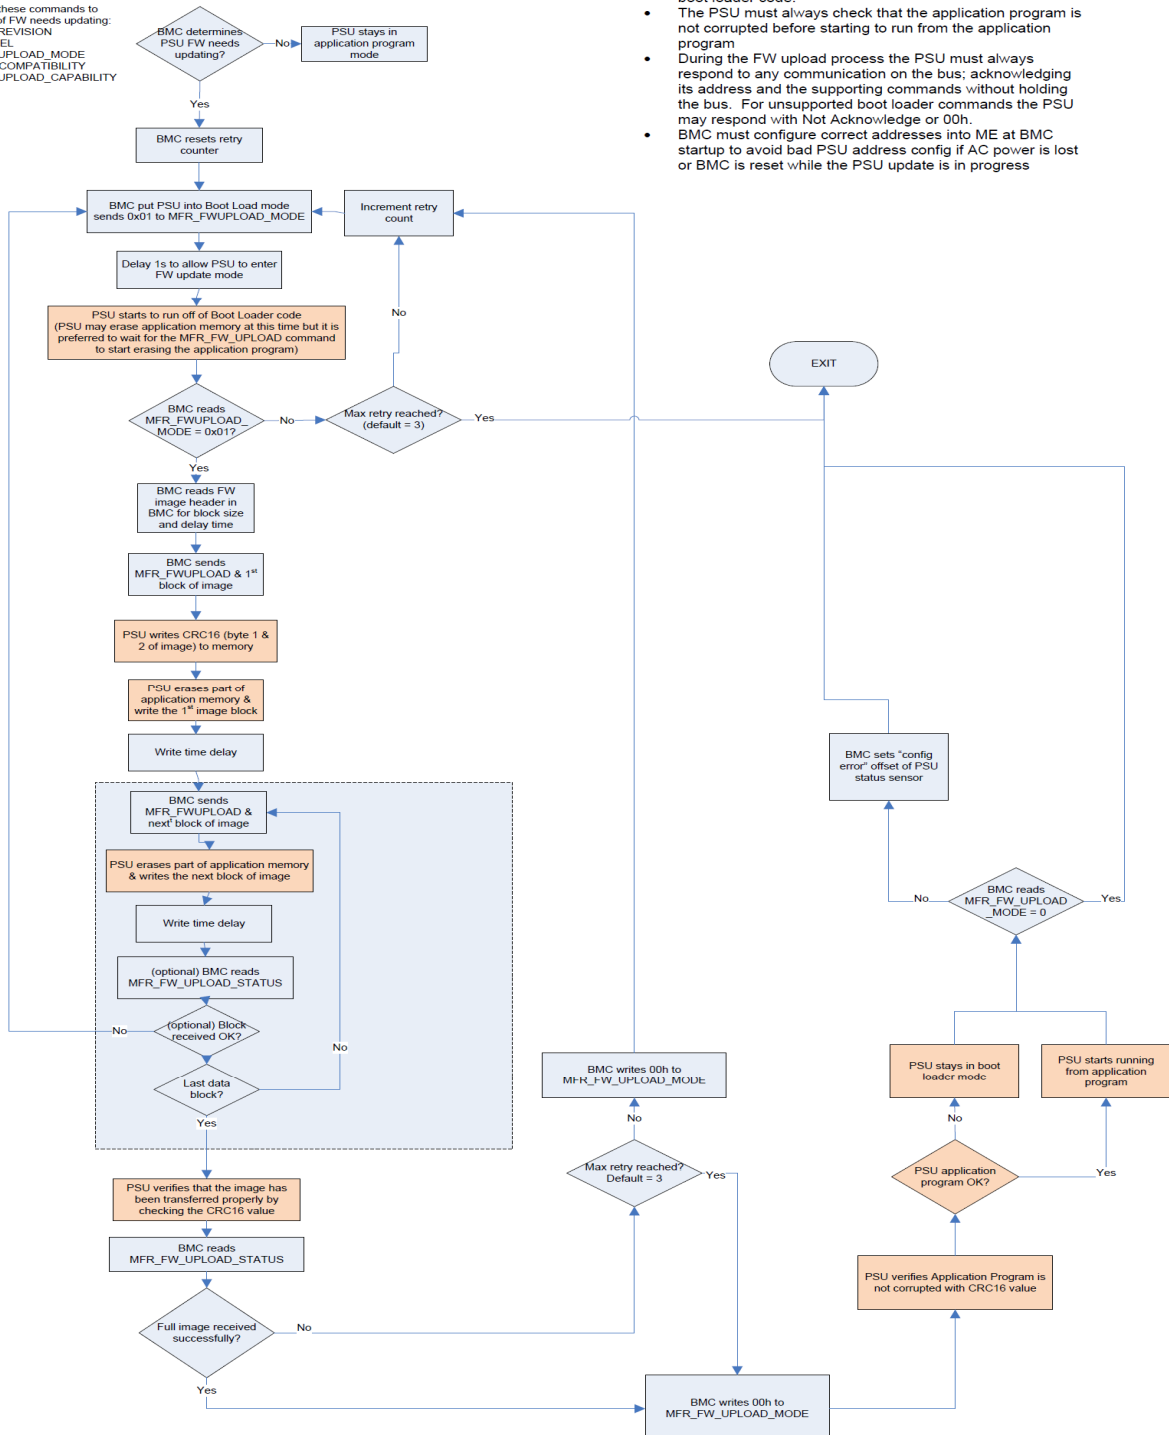 these commands to
of FW needs updating:
REVISION
EL
UPLOAD_MODE
COMPATIBILITY
UPLOAD_CAPABILITY
BMC determines
PSU FW needs
updating?
No
PSU stays in
application program
mode
boot loader code.
• The PSU must always check that the application program is
not corrupted before starting to run from the application
program
• During the FW upload process the PSU must always
respond to any communication on the bus; acknowledging
its address and the supporting commands without holding
the bus. For unsupported boot loader commands the PSU
may respond with Not Acknowledge or 00h.
• BMC must configure correct addresses into ME at BMC
startup to avoid bad PSU address config if AC power is lost
or BMC is reset while the PSU update is in progress
Yes
BMC resets retry
counter
BMC put PSU into Boot Load mode
sends 0x01 to MFR_FWUPLOAD_MODE
Increment retry
count
Delay 1s to allow PSU to enter
FW update mode
PSU starts to run off of Boot Loader code
(PSU may erase application memory at this time but it is
preferred to wait for the MFR_FW_UPLOAD command
to start erasing the application program)
No
EXIT
BMC reads
MFR_FWUPLOAD_
MODE = 0x01?
No
Max retry reached?
(default = 3)
Yes
Yes
BMC reads FW
image header in
BMC for block size
and delay time
BMC sends
MFR_FWUPLOAD & 1st
block of image
PSU writes CRC16 (byte 1 &
2 of image) to memory
PSU erases part of
application memory &
write the 1st image block
Write time delay
BMC sets "config
error" offset of PSU
status sensor
BMC sends
MFR_FWUPLOAD &
nextt block of image
PSU erases part of application memory
& writes the next block of image
No
BMC reads
MFR_FW_UPLOAD
_MODE = 0
Yes
Write time delay
(optional) BMC reads
MFR_FW_UPLOAD_STATUS
No
(optional) Block
received OK?
No
Last data
block?
Yes
BMC writes 00h to
MFR_FW_UPLOAD_MODE
PSU stays in boot
loader mode
PSU starts running
from application
program
No
Max retry reached?
Default = 3
Yes
No
PSU application
program OK?
Yes
PSU verifies that the image has
been transferred properly by
checking the CRC16 value
BMC reads
MFR_FW_UPLOAD_STATUS
PSU verifies Application Program is
not corrupted with CRC16 value
Full image received
successfully?
No
Yes
BMC writes 00h to
MFR_FW_UPLOAD_MODE